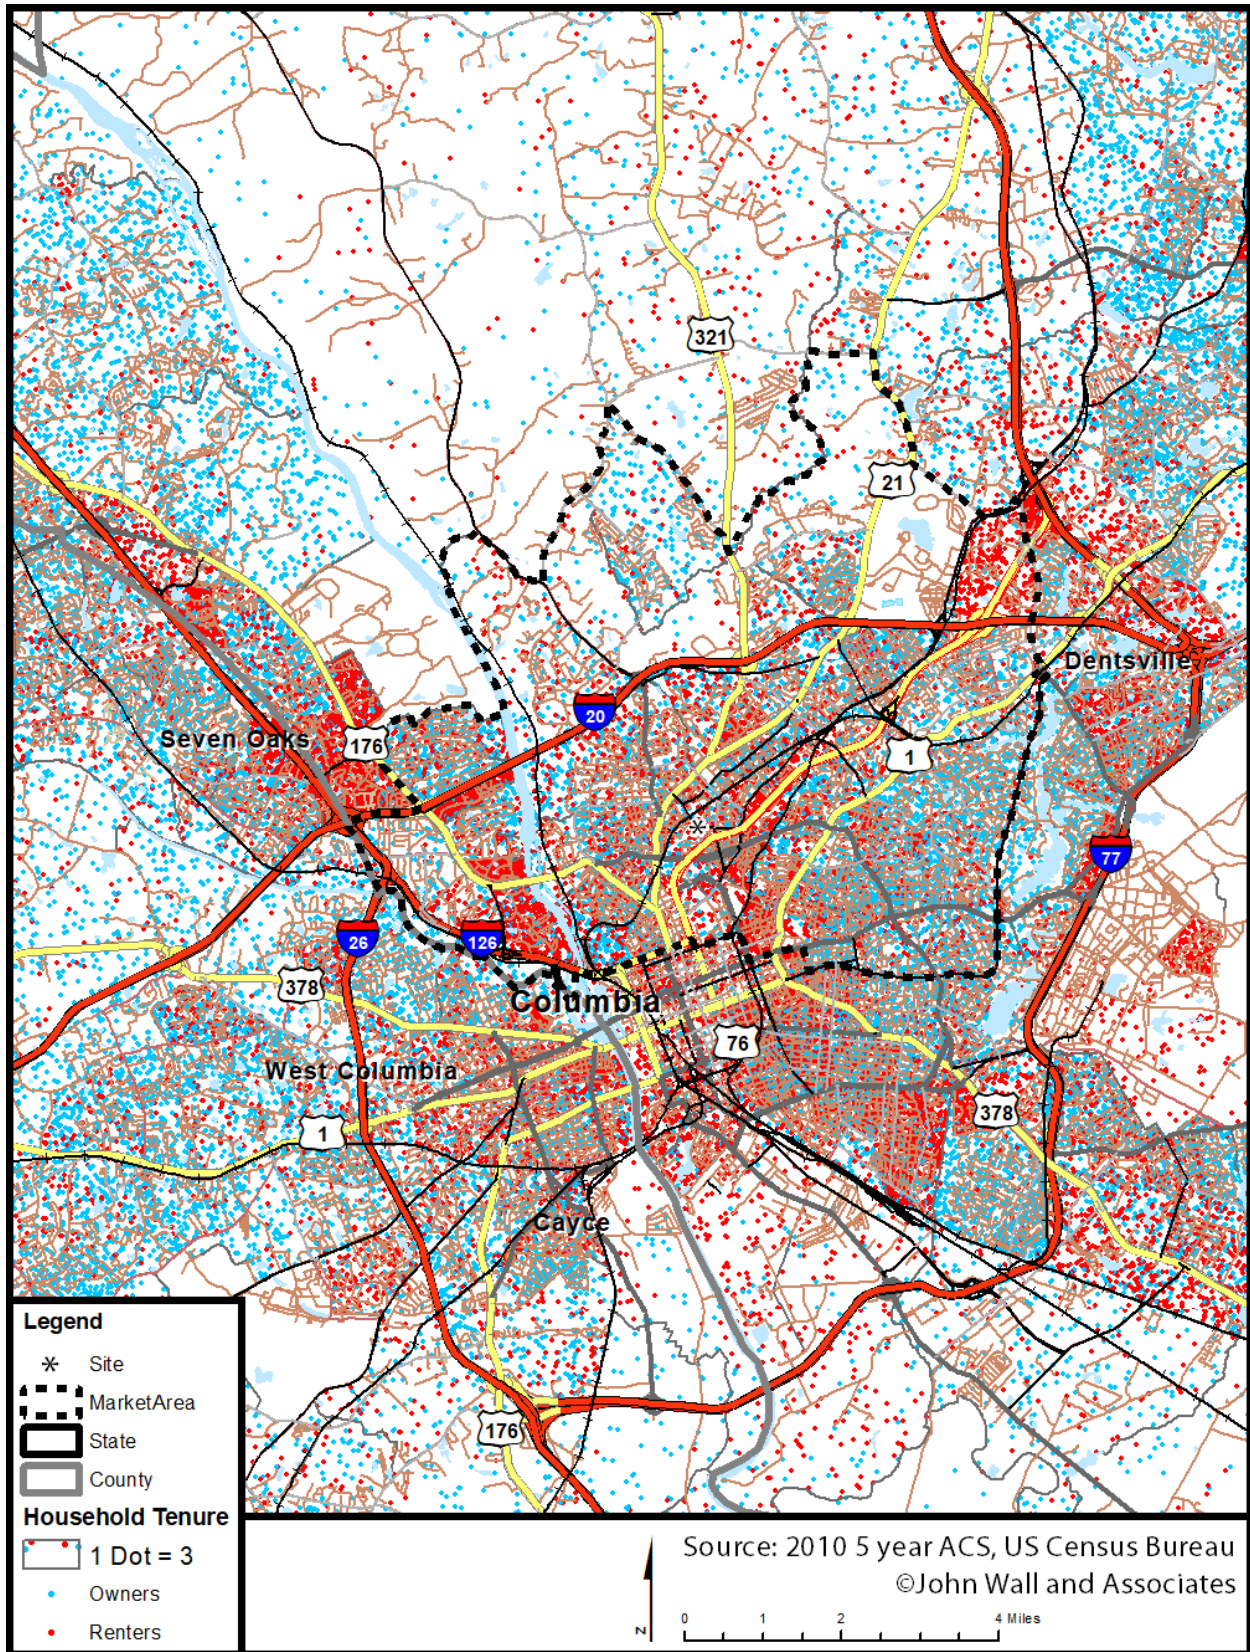 321
21
Dentsville
20
Seven Oaks
176
1
77
26
126
378
Columbia
76
West Columbia
378
1
Cayce
176
Legend
Site
MarketArea
State
County
Household Tenure
1 Dot = 3
Owners
Renters
N
Source: 2010 5 year ACS, US Census Bureau
©John Wall and Associates
0 1 2 4 Miles